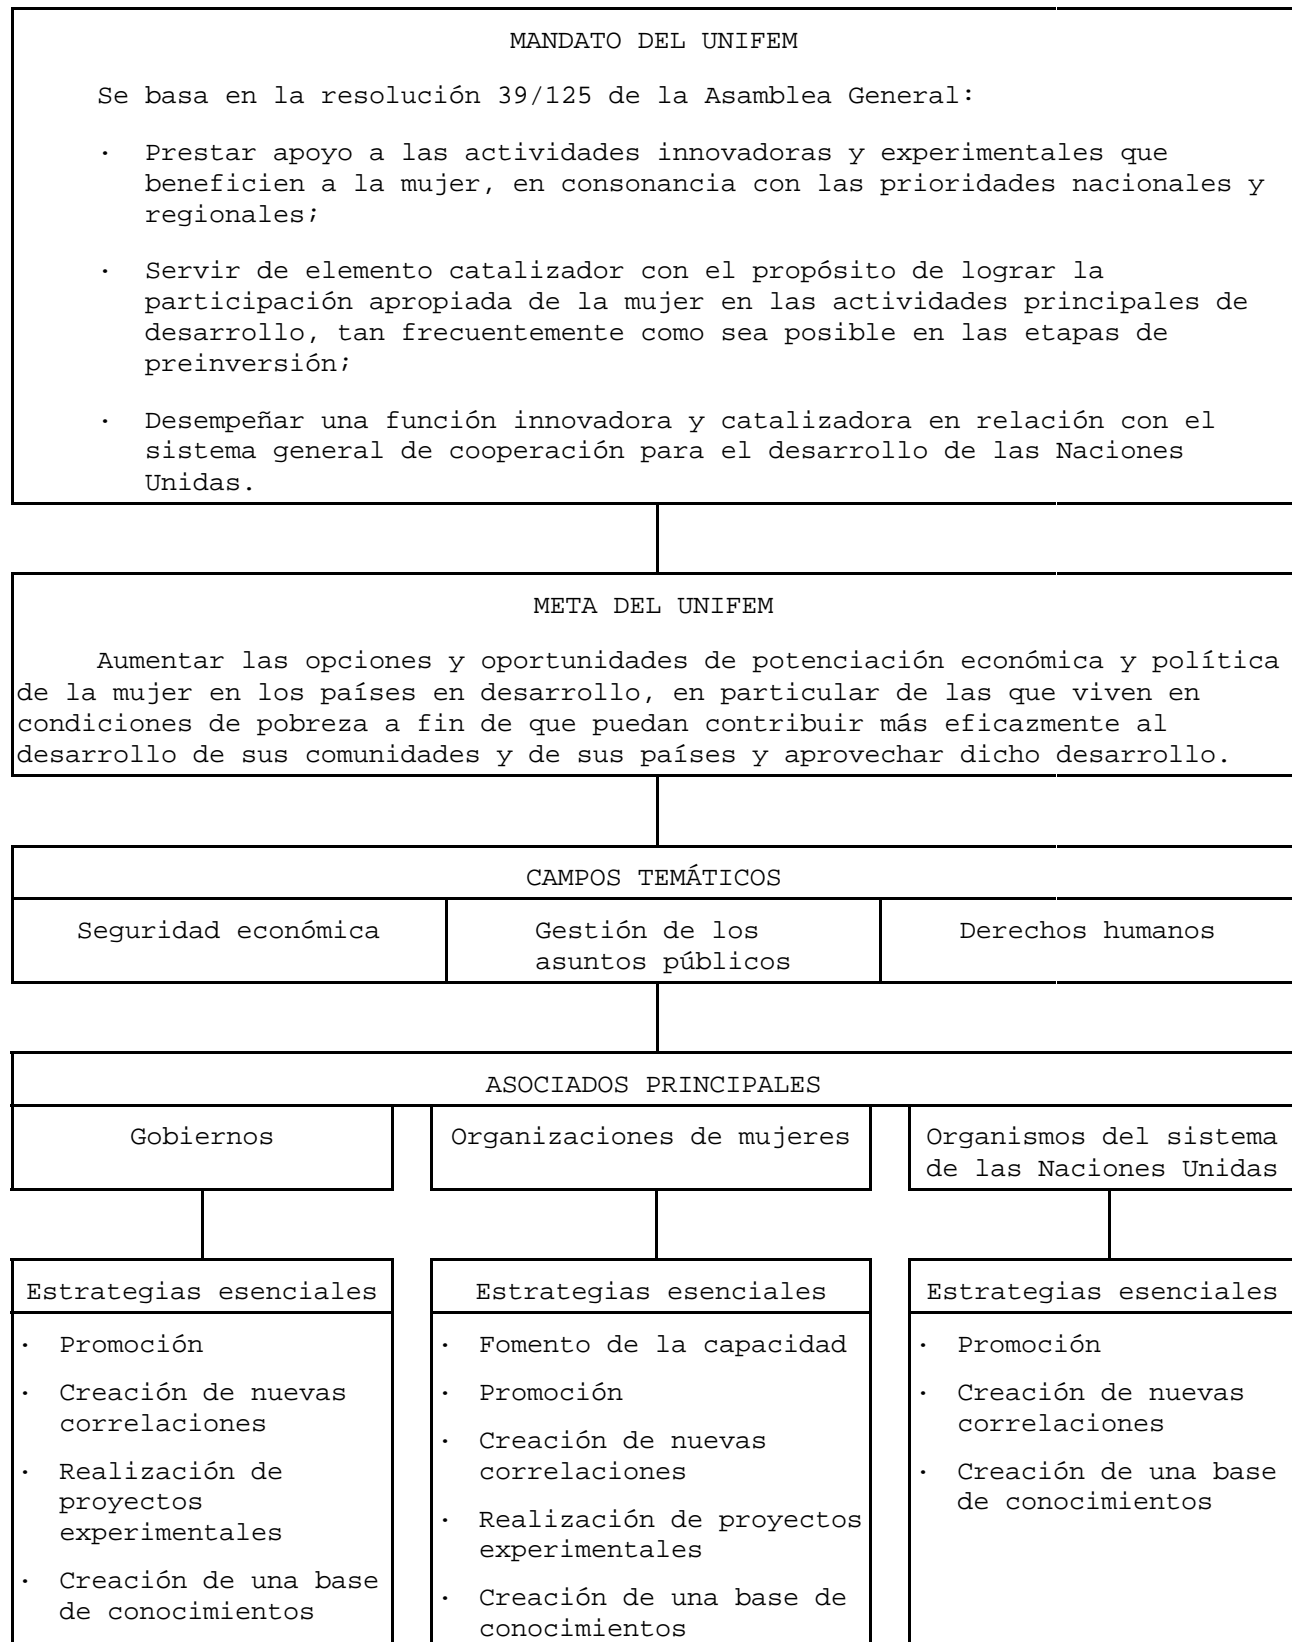 MANDATO DEL UNIFEM
Se basa en la resolución 39/125 de la Asamblea General:
· Prestar apoyo a las actividades innovadoras y experimentales que
beneficien a la mujer, en consonancia con las prioridades nacionales y
regionales;
· Servir de elemento catalizador con el propósito de lograr la
participación apropiada de la mujer en las actividades principales de
desarrollo, tan frecuentemente como sea posible en las etapas de
preinversión;
· Desempeñar una función innovadora y catalizadora en relación con el
sistema general de cooperación para el desarrollo de las Naciones
Unidas.
META DEL UNIFEM
Aumentar las opciones y oportunidades de potenciación económica y política
de la mujer en los países en desarrollo, en particular de las que viven en
condiciones de pobreza a fin de que puedan contribuir más eficazmente al
desarrollo de sus comunidades y de sus países y aprovechar dicho desarrollo.
CAMPOS TEMÁTICOS
Seguridad económica
Gestión de los
asuntos públicos
Derechos humanos
ASOCIADOS PRINCIPALES
Gobiernos
Organizaciones de mujeres
Organismos del sistema
de las Naciones Unidas
Estrategias esenciales
· Promoción
· Creación de nuevas
correlaciones
· Realización de
proyectos
experimentales
· Creación de una base
de conocimientos
Estrategias esenciales
· Fomento de la capacidad
· Promoción
· Creación de nuevas
correlaciones
· Realización de proyectos
experimentales
· Creación de una base de
conocimientos
Estrategias esenciales
· Promoción
· Creación de nuevas
correlaciones
· Creación de una base
de conocimientos